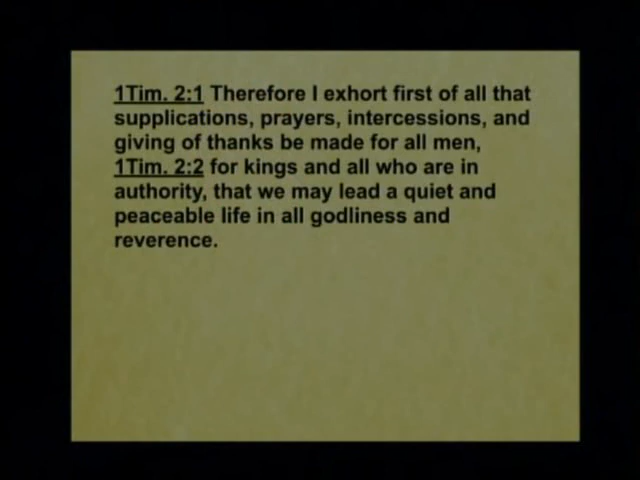 1Tim. 2:1 Therefore I exhort first of all that
supplications, prayers, intercessions, and
giving of thanks be made for all men,
1Tim. 2:2 for kings and all who are in
authority, that we may lead a quiet and
peaceable life in all godliness and
reverence.